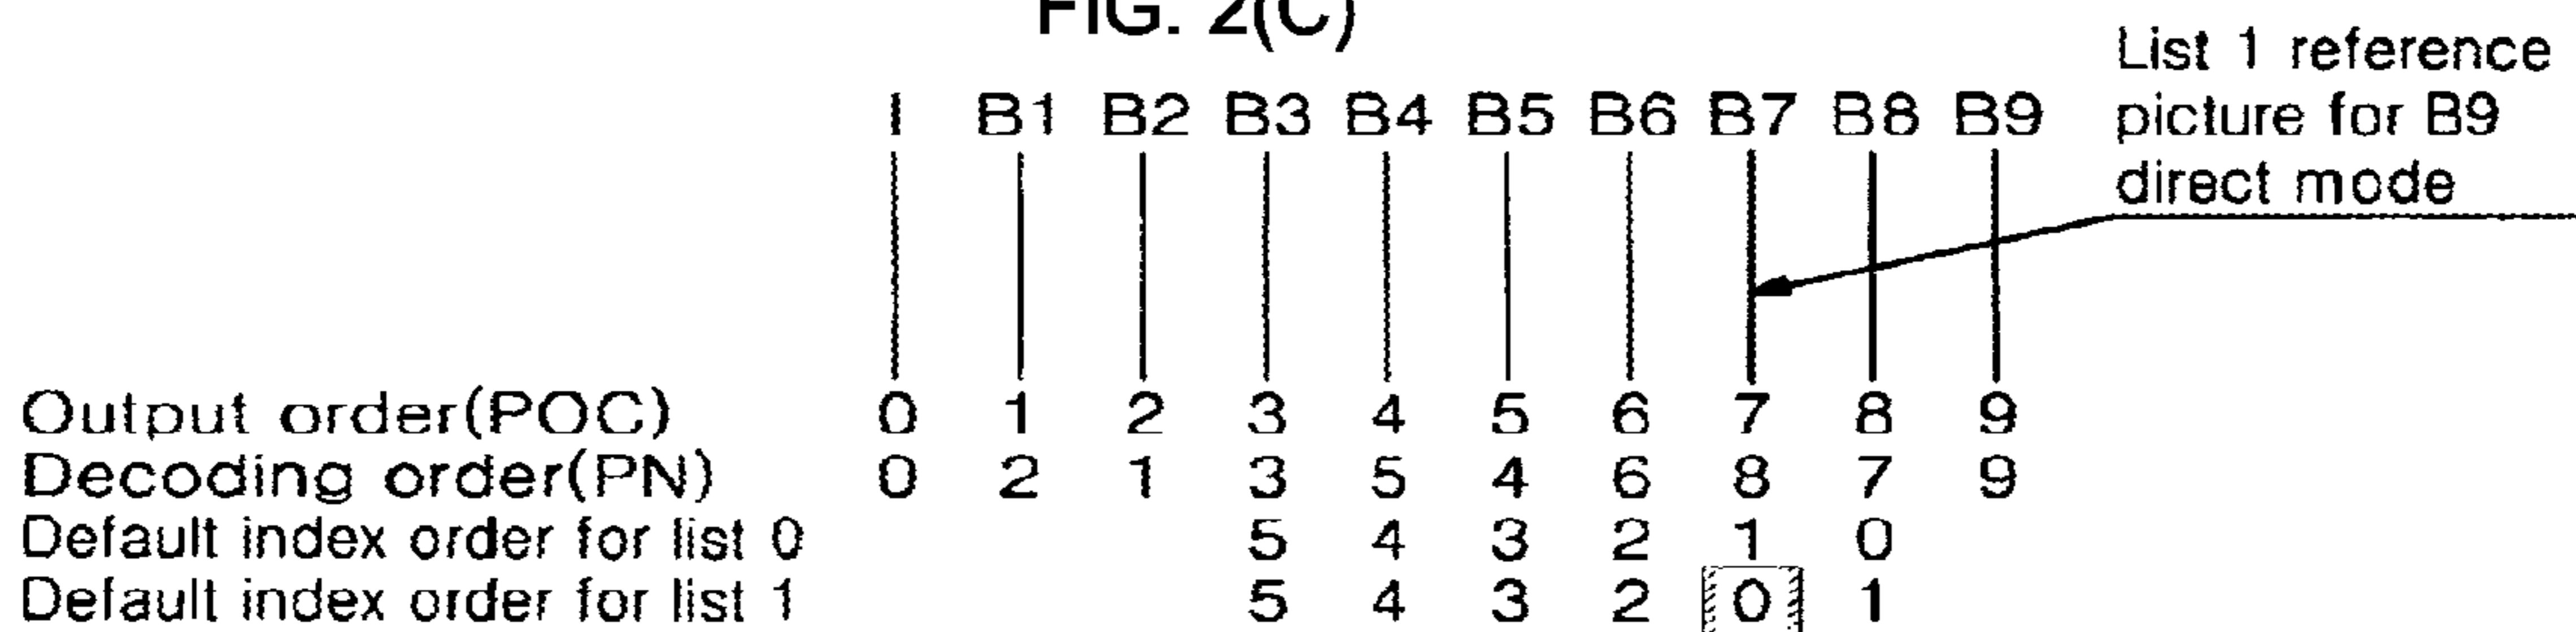 FIG. 2(C)
List 1 reference
picture for B9
direct mode
I B1 B2 B3 B4 B5 B6 B7 B8 B9
Output order(POC) 0 1 2 3 4 5 6 7 8 9
Decoding order(PN) 0 2 1 3 5 4 6 8 7 9
Default index order for list 0 5 4 3 2 1 0
Default index order for list 1 5 4 3 2 0 1